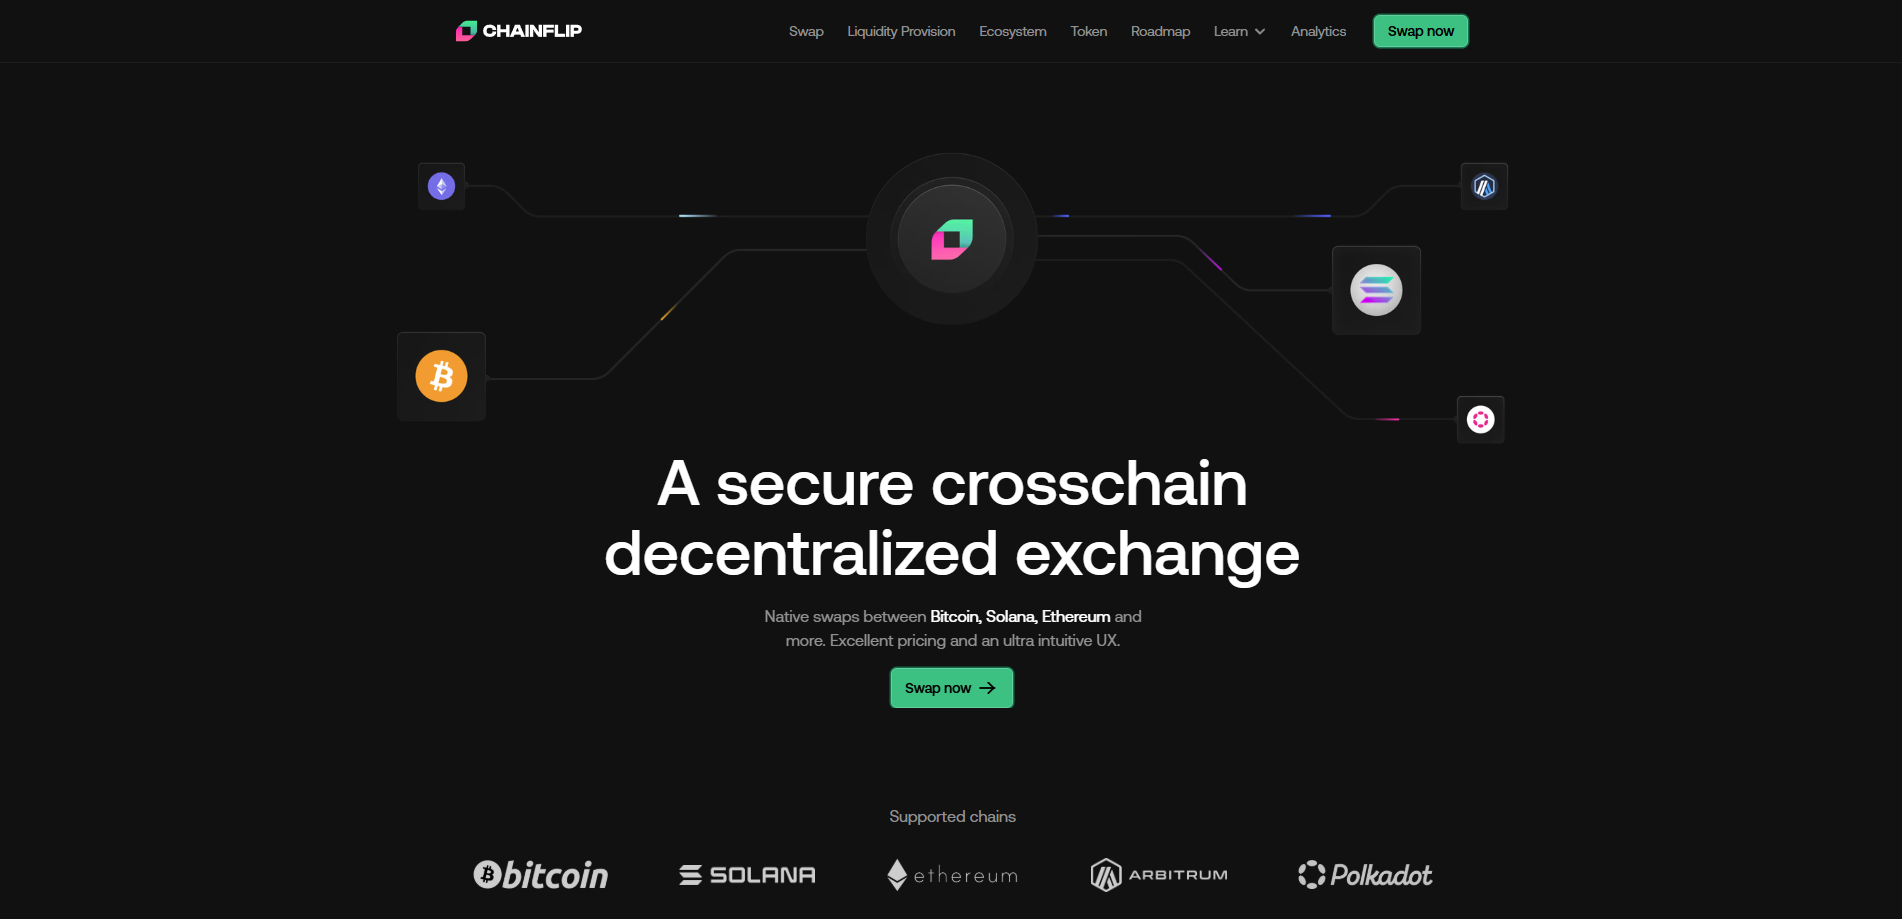 CHAINFLIP
Swap
Liquidity Provision
Ecosystem
Token
Roadmap
Learn
Analytics
Swap now
A secure crosschain
decentralized exchange
Native swaps between Bitcoin, Solana, Ethereum and
more. Excellent pricing and an ultra intuitive UX.
Swap now
Supported chains
bitcoin
SOLANA
ethereum
ARBITRUM
Polkadot